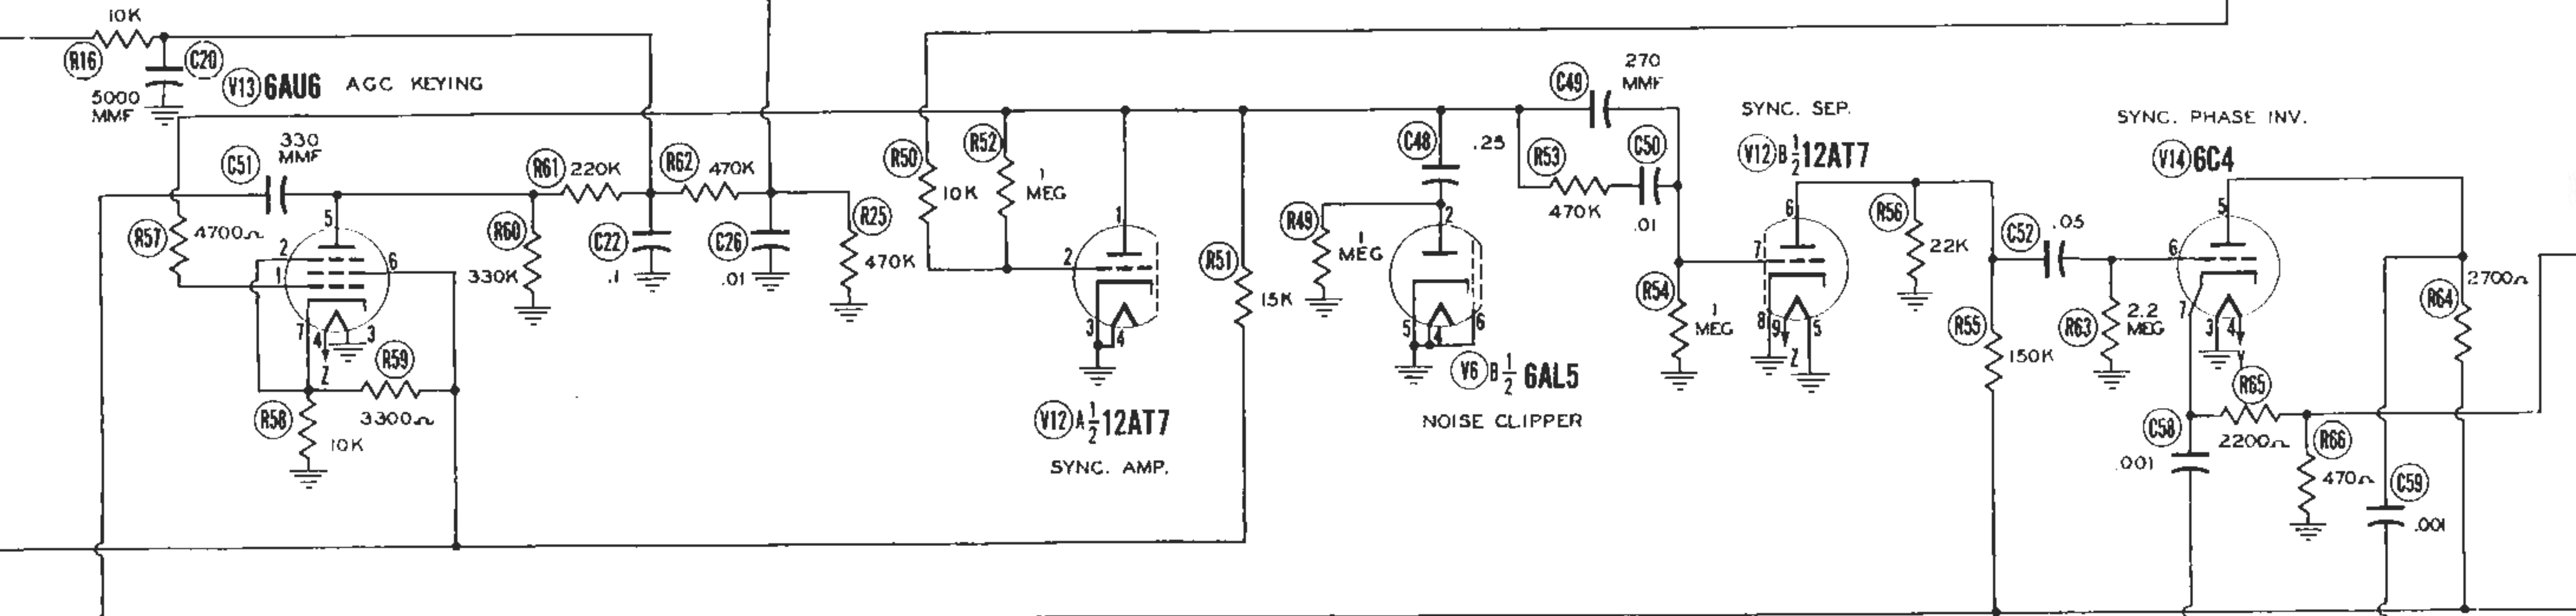 10K
R16
C20
5000
MMF
V13 6AU6 AGC KEYING
C51
330
MMF
R57
4700Ω
5
2
1
6
7
4
3
Z
R59
3300Ω
R58
10K
R61 220K
R60
330K
R62 470K
C22
.1
C26
.01
R25
470K
R50
10K
R52
1
MEG
1
2
3
4
V12 A 1/2 12AT7
SYNC. AMP.
R51
15K
C48
.25
R49
1
MEG
2
5
4
6
V6 B 1/2 6AL5
NOISE CLIPPER
C49
270
MMF
R53
470K
C50
.01
R54
1
MEG
SYNC. SEP.
V12 B 1/2 12AT7
6
7
8
9
Z
5
R56
22K
R55
150K
C52 .05
R63
2.2
MEG
SYNC. PHASE INV.
V14 6C4
5
6
7
3
4
Y
R65
2200Ω
C58
.001
R66
470Ω
C59
.001
R64
2700Ω